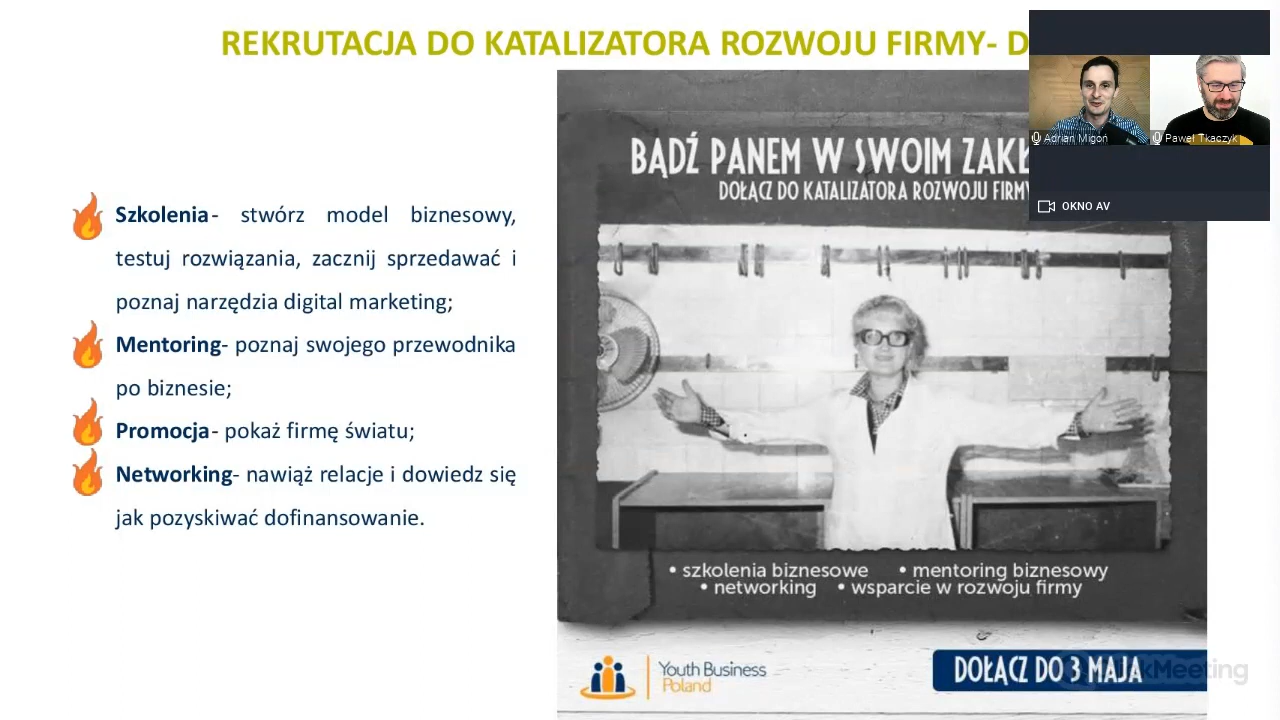 REKRUTACJA DO KATALIZATORA ROZWOJU FIRMY- D
Szkolenia- stwórz model biznesowy,
testuj rozwiązania, zacznij sprzedawać i
poznaj narzędzia digital marketing;
Mentoring- poznaj swojego przewodnika
po biznesie;
Promocja- pokaż firmę światu;
Networking- nawiąż relacje i dowiedz się
jak pozyskiwać dofinansowanie.
BĄDŹ PANEM W SWOIM
DOŁĄCZ DO KATALIZATORA ROZWOJU FIRMY
• szkolenia biznesowe • mentoring biznesowy
• networking • wsparcie w rozwoju firmy
Youth Business
Poland
DOŁĄCZ DO 3 MAJA
ClickMeeting
Adrian Migoń
Paweł Tkaczyk
OKNO AV